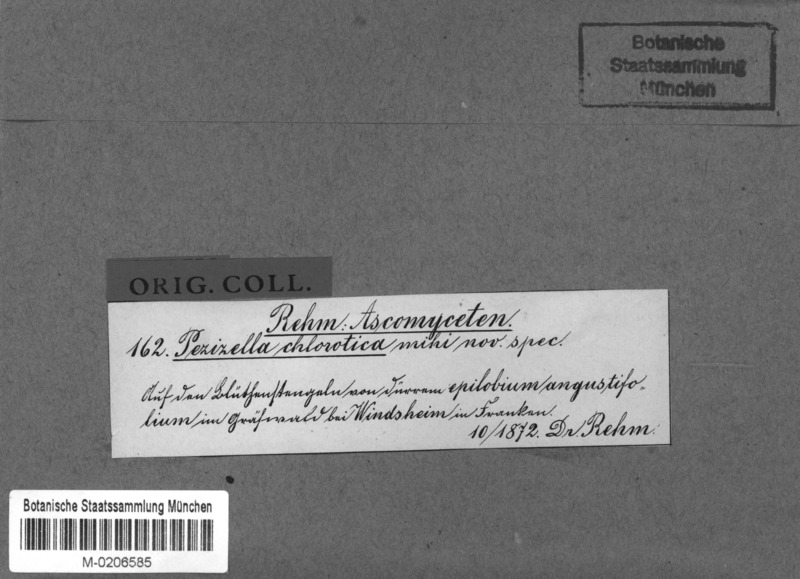 Botanische
Staatssammlung
München
ORIG. COLL.
Rehm: Ascomyceten.
162. Pezizella chlorotica mihi nov. spec.
Auf den Blüthenstengeln von dürrem epilobium angustifo-
lium im Gräfwald bei Windsheim in Franken.
10/1872. Dr. Rehm.
Botanische Staatssammlung München
M-0206585